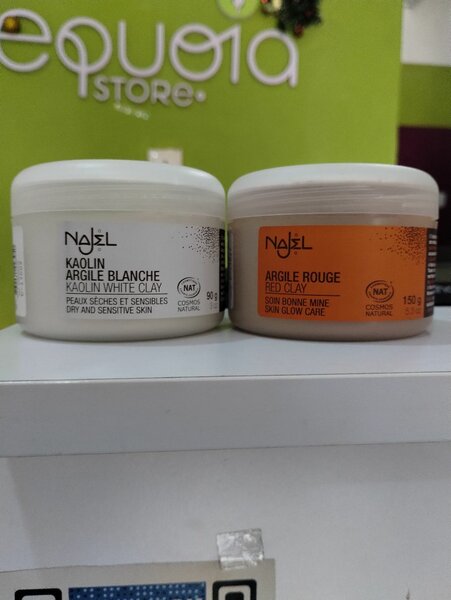 equoia
STORE
NAJEL
KAOLIN
ARGILE BLANCHE
KAOLIN WHITE CLAY
PEAUX SÈCHES ET SENSIBLES
DRY AND SENSITIVE SKIN
90 g
NAT
COSMOS
NATURAL
NAJEL
ARGILE ROUGE
RED CLAY
SOIN BONNE MINE
SKIN GLOW CARE
150 g
NAT
COSMOS
NATURAL